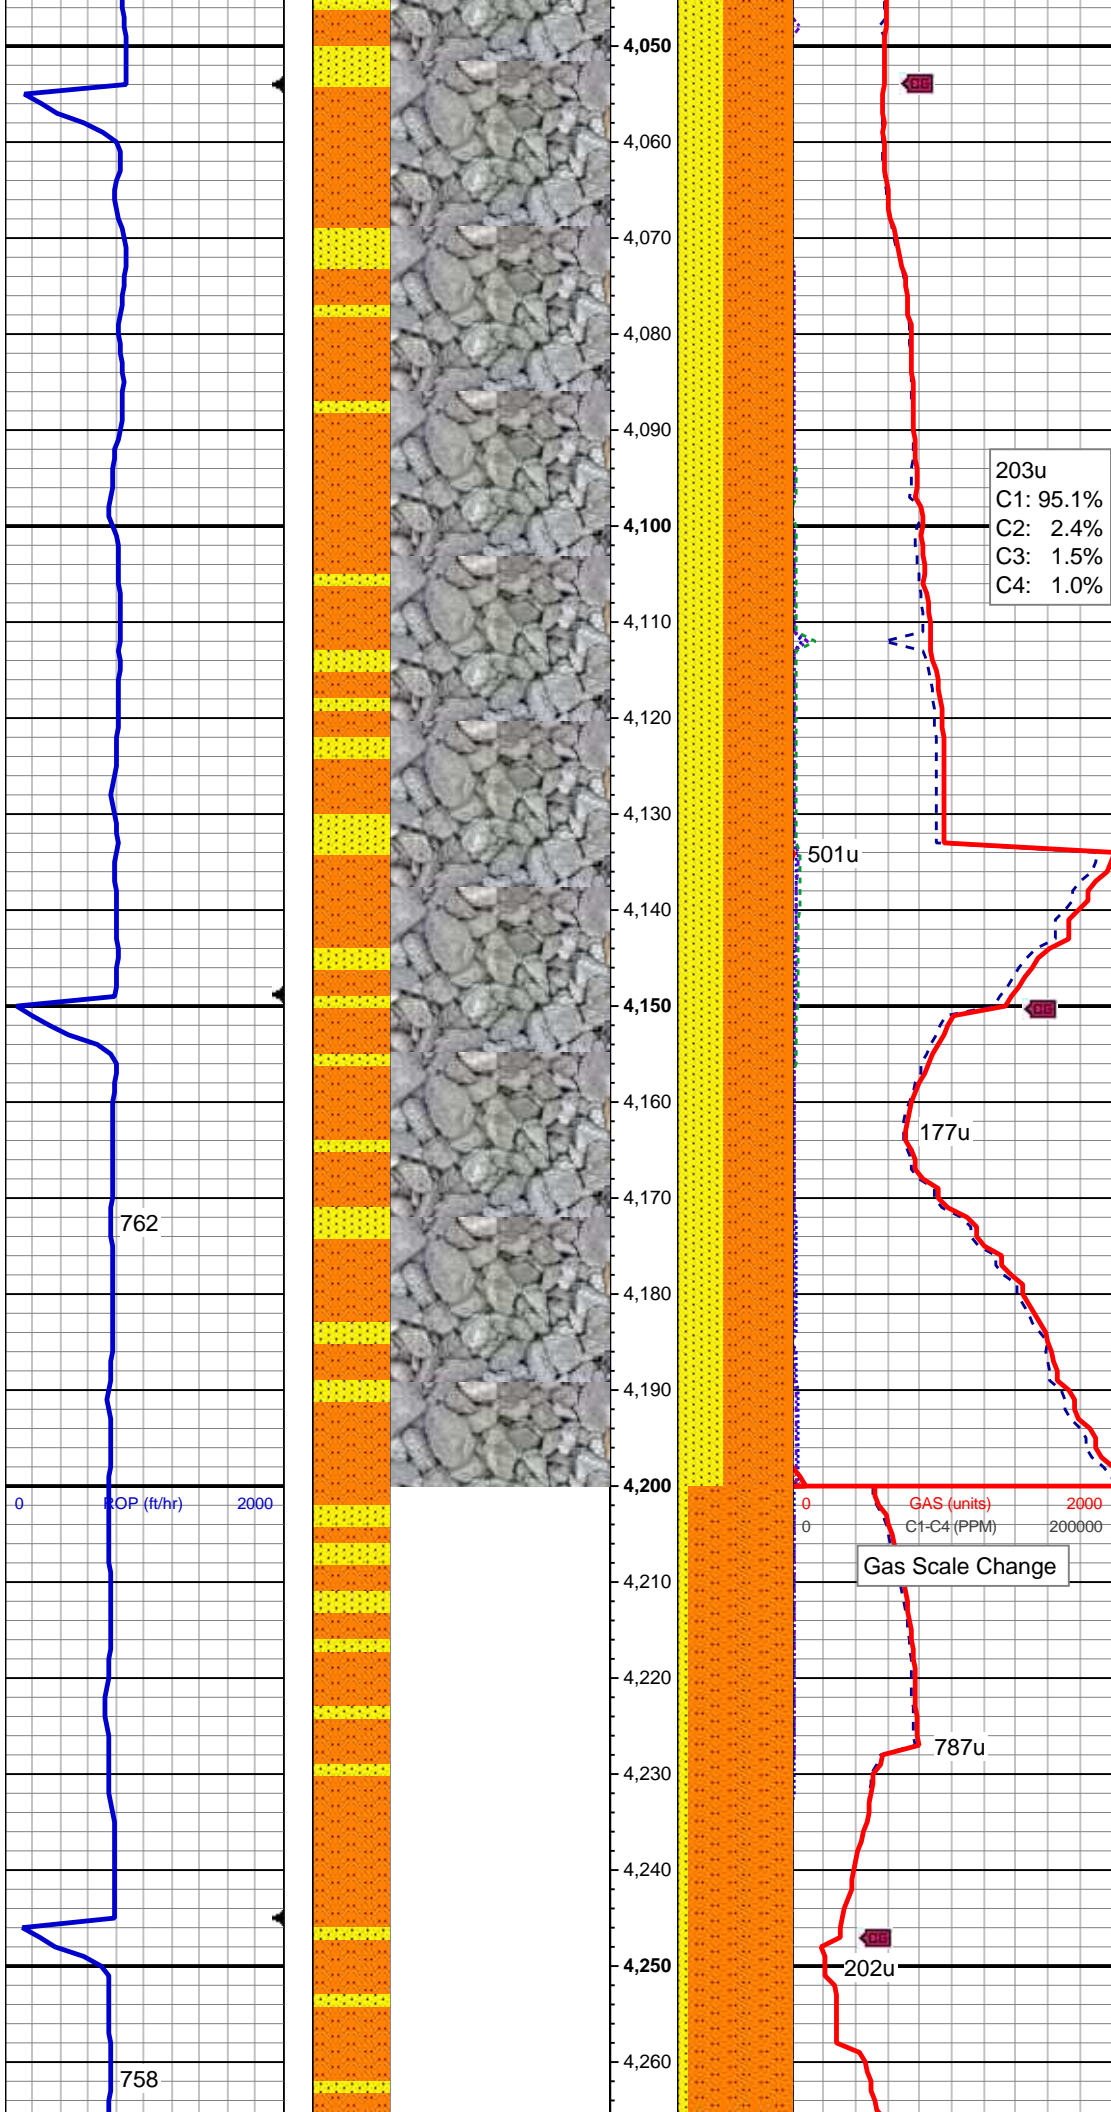 4,050
CG
4,060
4,070
4,080
4,090
203u
C1: 95.1%
C2: 2.4%
C3: 1.5%
C4: 1.0%
4,100
4,110
4,120
4,130
501u
4,140
4,150
CG
4,160
177u
4,170
762
4,180
4,190
4,200
0 ROP (ft/hr) 2000
0 GAS (units) 2000
0 C1-C4 (PPM) 200000
Gas Scale Change
4,210
4,220
787u
4,230
4,240
CG
4,250
202u
4,260
758